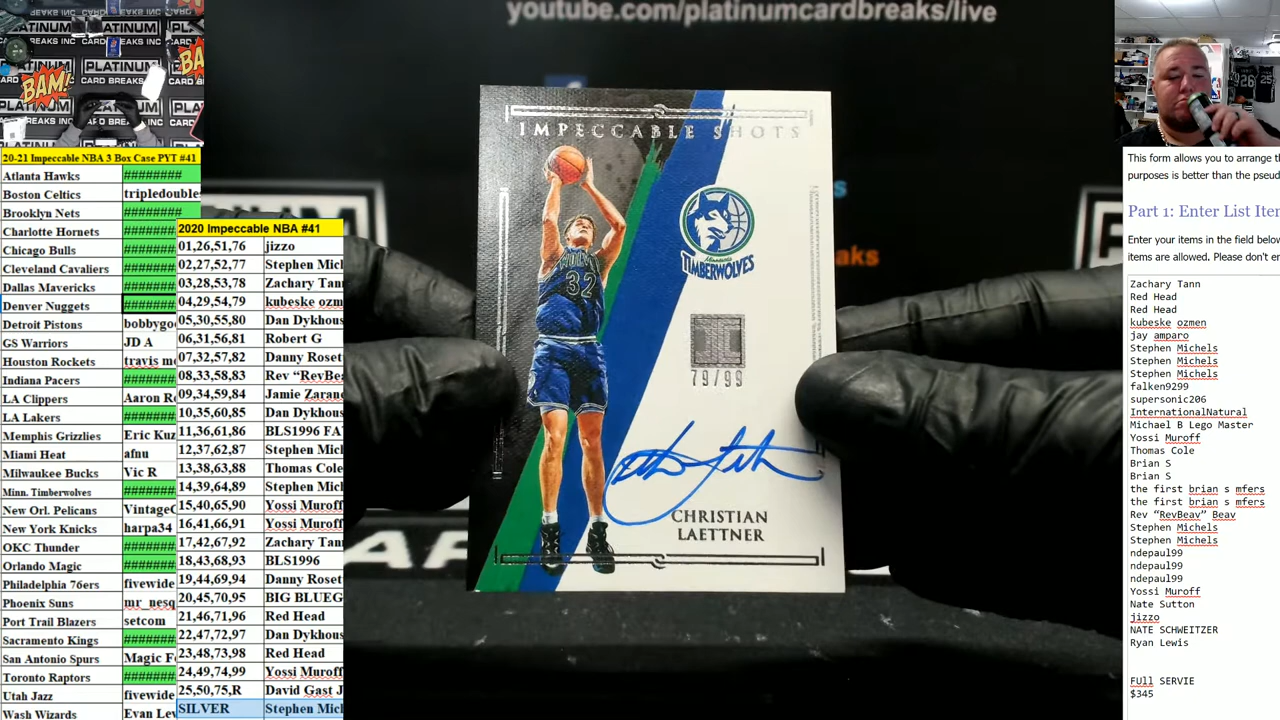 youtube.com/platinumcardbreaks/live
IMPECCABLE SHOTS
32
Minnesota
TIMBERWOLVES
79/99
CHRISTIAN
LAETTNER
BAM!
PLATINUM
CARD BREAKS INC
20-21 Impeccable NBA 3 Box Case PYT #41
Atlanta Hawks ########
Boston Celtics tripledouble
Brooklyn Nets ########
Charlotte Hornets
Chicago Bulls
Cleveland Cavaliers
Dallas Mavericks
Denver Nuggets
Detroit Pistons bobbygo
GS Warriors JD A
Houston Rockets travis m
Indiana Pacers
LA Clippers Aaron R
LA Lakers
Memphis Grizzlies Eric Kuz
Miami Heat afnu
Milwaukee Bucks Vic R
Minn. Timberwolves
New Orl. Pelicans Vintage
New York Knicks harpa34
OKC Thunder
Orlando Magic
Philadelphia 76ers fivewide
Phoenix Suns mr_nesq
Port Trail Blazers setcom
Sacramento Kings
San Antonio Spurs Magic F
Toronto Raptors
Utah Jazz fivewide
Wash Wizards Evan Lev
2020 Impeccable NBA #41
01,26,51,76 jizzo
02,27,52,77 Stephen Mich
03,28,53,78 Zachary Tan
04,29,54,79 kubeske ozm
05,30,55,80 Dan Dykhous
06,31,56,81 Robert G
07,32,57,82 Danny Roset
08,33,58,83 Rev “RevBe
09,34,59,84 Jamie Zaran
10,35,60,85 Dan Dykhous
11,36,61,86 BLS1996 FA
12,37,62,87 Stephen Mich
13,38,63,88 Thomas Cole
14,39,64,89 Stephen Mich
15,40,65,90 Yossi Muroff
16,41,66,91 Yossi Muroff
17,42,67,92 Zachary Tan
18,43,68,93 BLS1996
19,44,69,94 Danny Roset
20,45,70,95 BIG BLUEG
21,46,71,96 Red Head
22,47,72,97 Dan Dykhous
23,48,73,98 Red Head
24,49,74,99 Yossi Muroff
25,50,75,R David Gast J
SILVER Stephen Mich
This form allows you to arrange t
purposes is better than the pseud
Part 1: Enter List Iter
Enter your items in the field below
items are allowed. Please don't en
Zachary Tann
Red Head
Red Head
kubeske ozmen
jay amparo
Stephen Michels
Stephen Michels
Stephen Michels
falken9299
supersonic206
InternationalNatural
Michael B Lego Master
Yossi Muroff
Thomas Cole
Brian S
Brian S
the first brian s mfers
the first brian s mfers
Rev “RevBeav” Beav
Stephen Michels
Stephen Michels
ndepaul99
ndepaul99
ndepaul99
Yossi Muroff
Nate Sutton
jizzo
NATE SCHWEITZER
Ryan Lewis
FUll SERVIE
$345